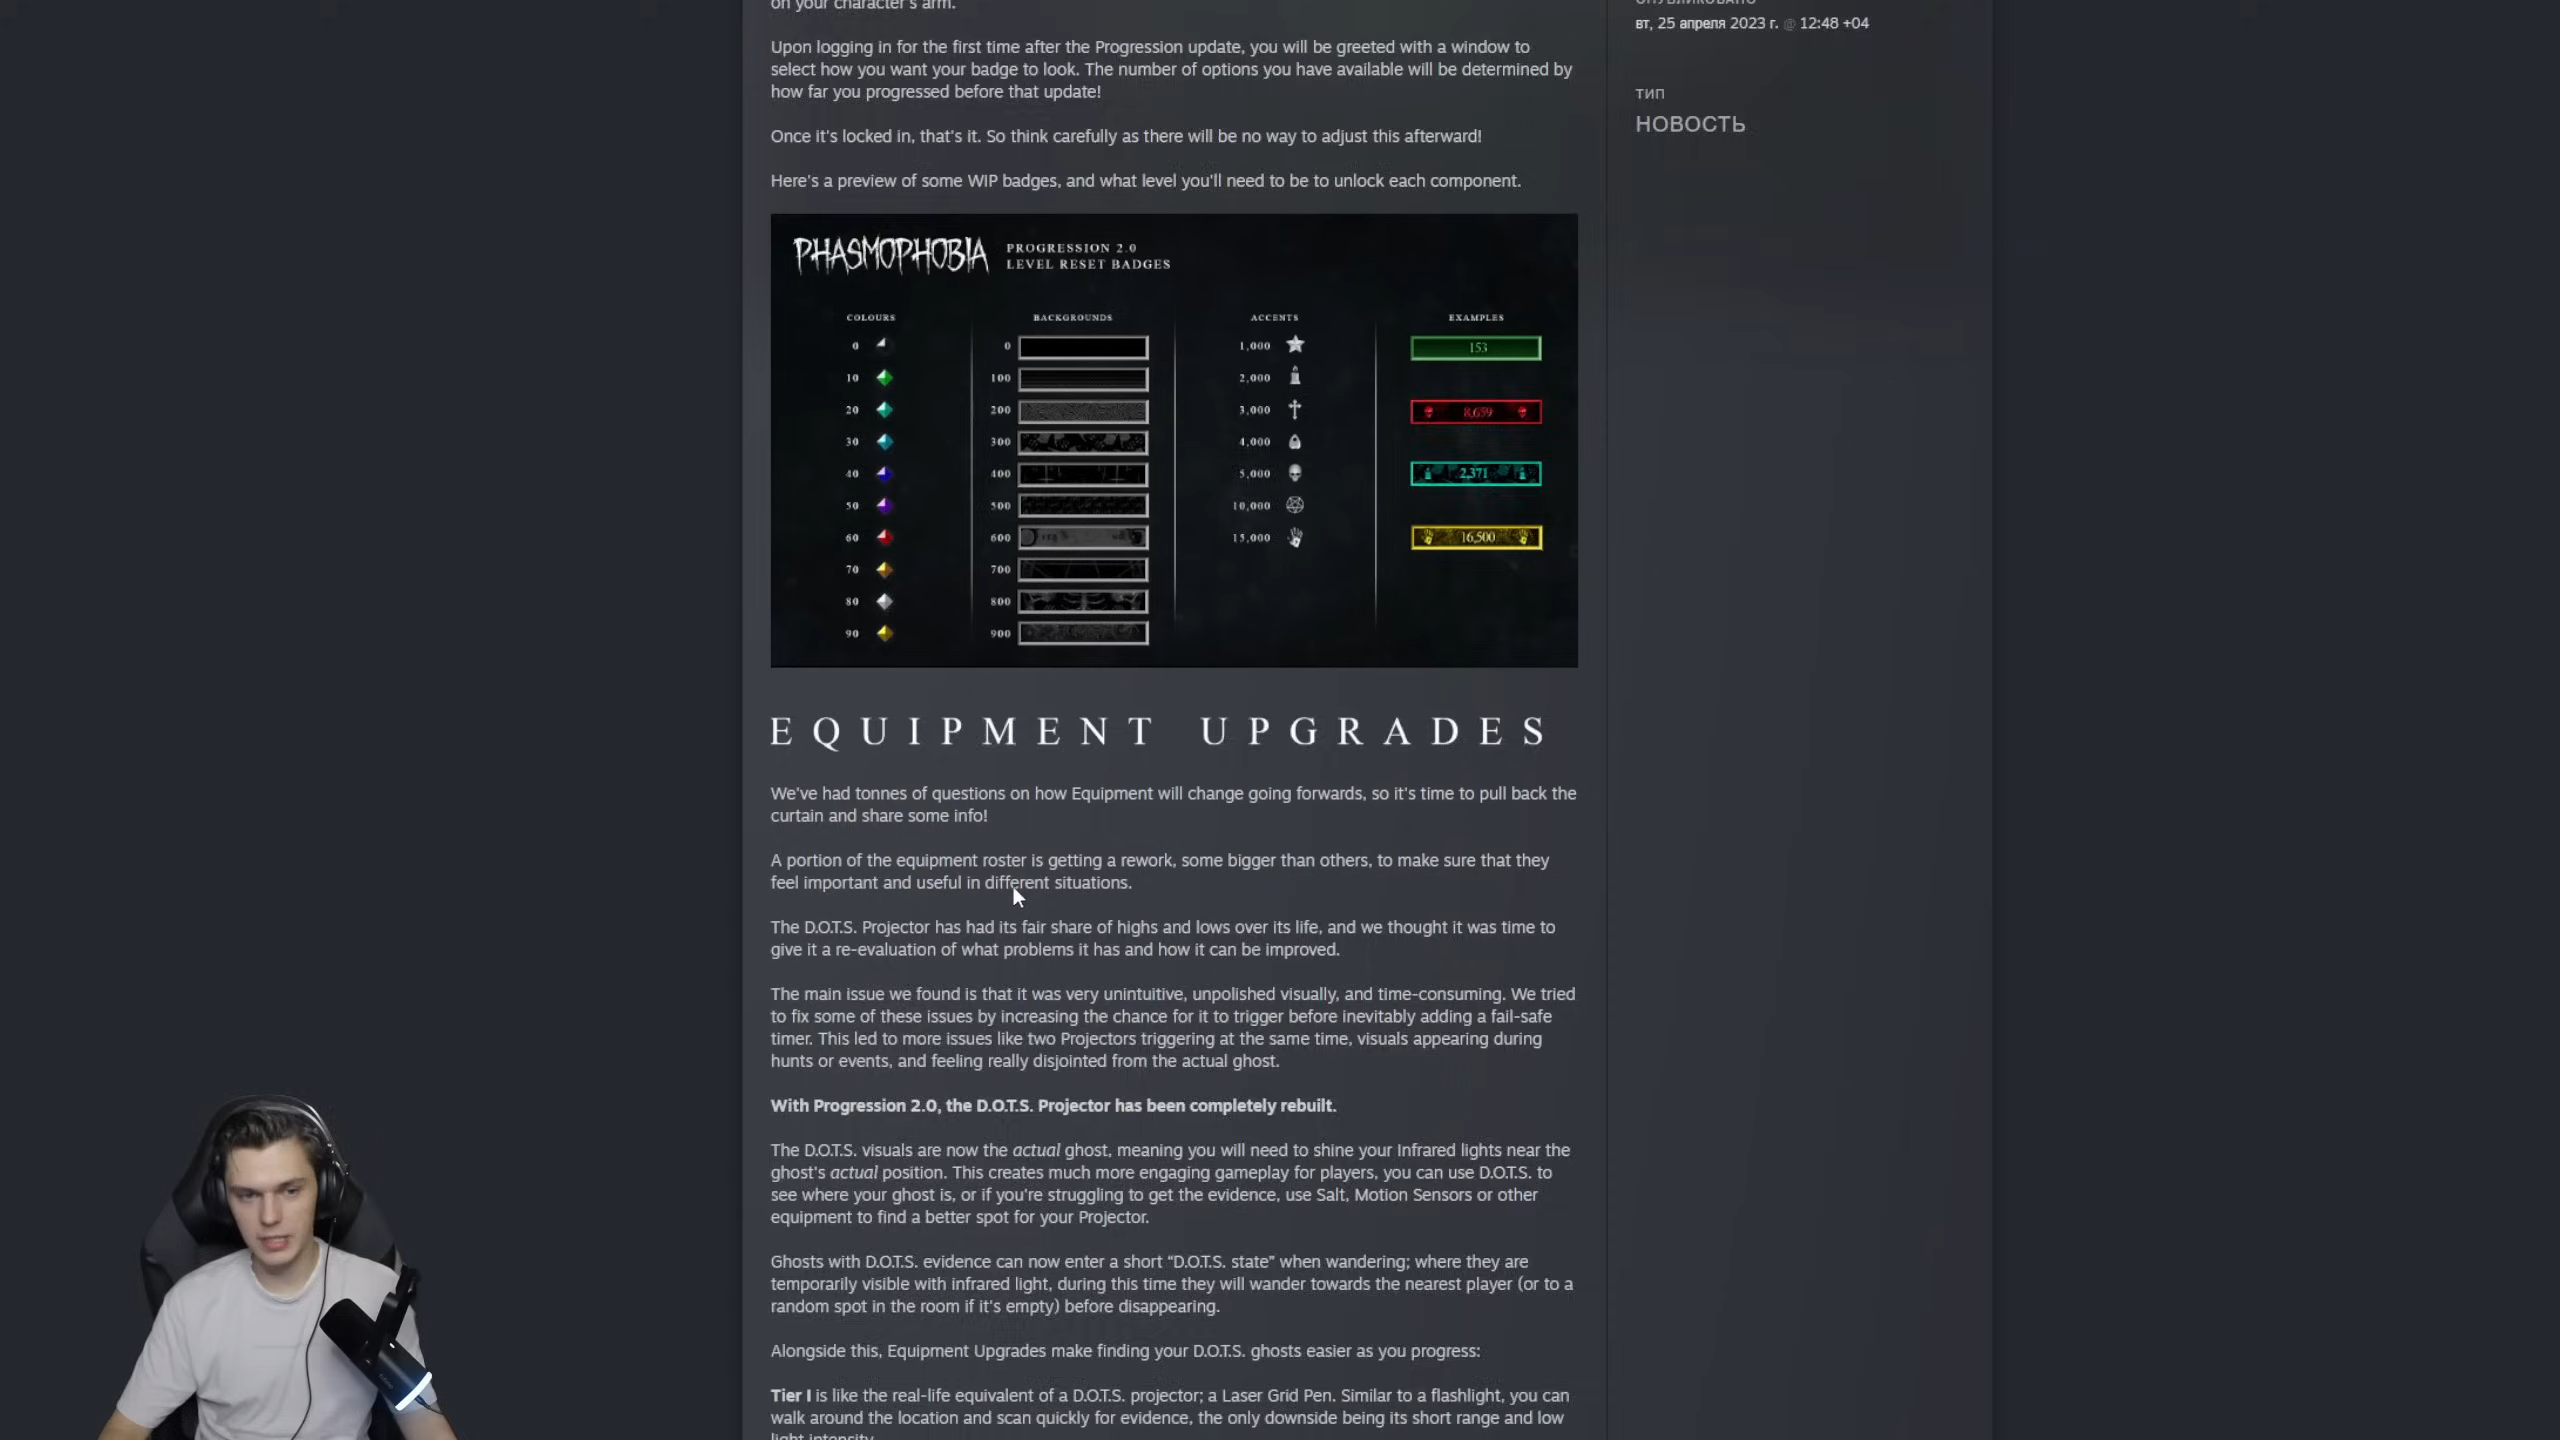 on your character's arm.
Upon logging in for the first time after the Progression update, you will be greeted with a window to
select how you want your badge to look. The number of options you have available will be determined by
how far you progressed before that update!
Once it's locked in, that's it. So think carefully as there will be no way to adjust this afterward!
Here's a preview of some WIP badges, and what level you'll need to be to unlock each component.
PHASMOPHOBIA
PROGRESSION 2.0
LEVEL RESET BADGES
COLOURS
0
10
20
30
40
50
60
70
80
90
BACKGROUNDS
0
100
200
300
400
500
600
700
800
900
ACCENTS
1,000
2,000
3,000
4,000
5,000
10,000
15,000
EXAMPLES
153
8,659
2,371
16,500
EQUIPMENT UPGRADES
We've had tonnes of questions on how Equipment will change going forwards, so it's time to pull back the
curtain and share some info!
A portion of the equipment roster is getting a rework, some bigger than others, to make sure that they
feel important and useful in different situations.
The D.O.T.S. Projector has had its fair share of highs and lows over its life, and we thought it was time to
give it a re-evaluation of what problems it has and how it can be improved.
The main issue we found is that it was very unintuitive, unpolished visually, and time-consuming. We tried
to fix some of these issues by increasing the chance for it to trigger before inevitably adding a fail-safe
timer. This led to more issues like two Projectors triggering at the same time, visuals appearing during
hunts or events, and feeling really disjointed from the actual ghost.
With Progression 2.0, the D.O.T.S. Projector has been completely rebuilt.
The D.O.T.S. visuals are now the actual ghost, meaning you will need to shine your Infrared lights near the
ghost's actual position. This creates much more engaging gameplay for players, you can use D.O.T.S. to
see where your ghost is, or if you're struggling to get the evidence, use Salt, Motion Sensors or other
equipment to find a better spot for your Projector.
Ghosts with D.O.T.S. evidence can now enter a short “D.O.T.S. state” when wandering; where they are
temporarily visible with infrared light, during this time they will wander towards the nearest player (or to a
random spot in the room if it's empty) before disappearing.
Alongside this, Equipment Upgrades make finding your D.O.T.S. ghosts easier as you progress:
Tier I is like the real-life equivalent of a D.O.T.S. projector; a Laser Grid Pen. Similar to a flashlight, you can
walk around the location and scan quickly for evidence, the only downside being its short range and low
light intensity.
ОПУБЛИКОВАНО
вт, 25 апреля 2023 г. @ 12:48 +04
ТИП
НОВОСТЬ